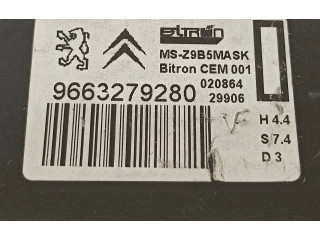 BITRON
MS-Z9B5MASK
Bitron CEM 001
020864
9663279280
29906
H 4.4
S 7.4
D 3